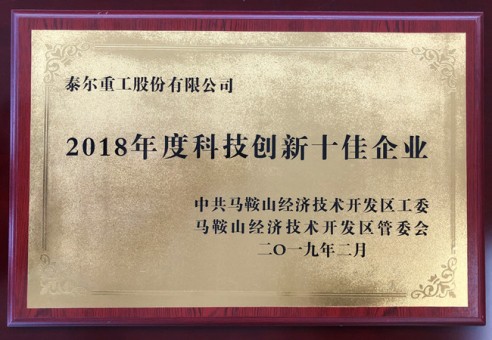 泰尔重工股份有限公司
2018年度科技创新十佳企业
中共马鞍山经济技术开发区工委
马鞍山经济技术开发区管委会
二〇一九年二月